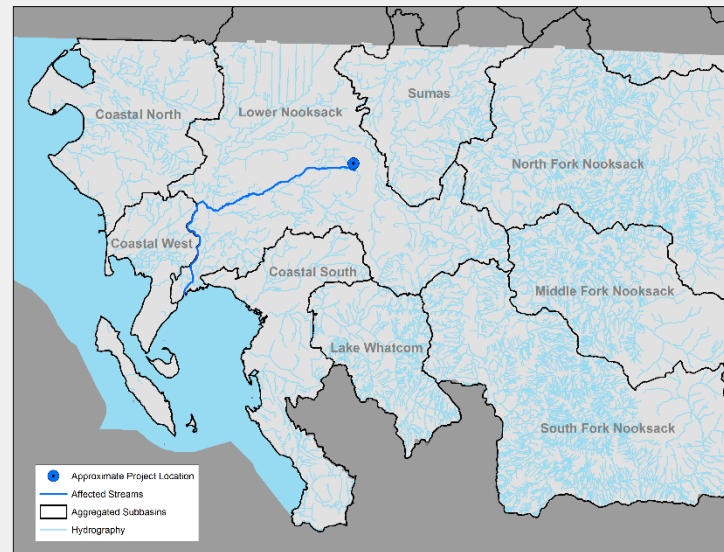 Sumas
Coastal North
Lower Nooksack
North Fork Nooksack
Coastal West
Coastal South
Middle Fork Nooksack
Lake Whatcom
South Fork Nooksack
Approximate Project Location
Affected Streams
Aggregated Subbasins
Hydrography